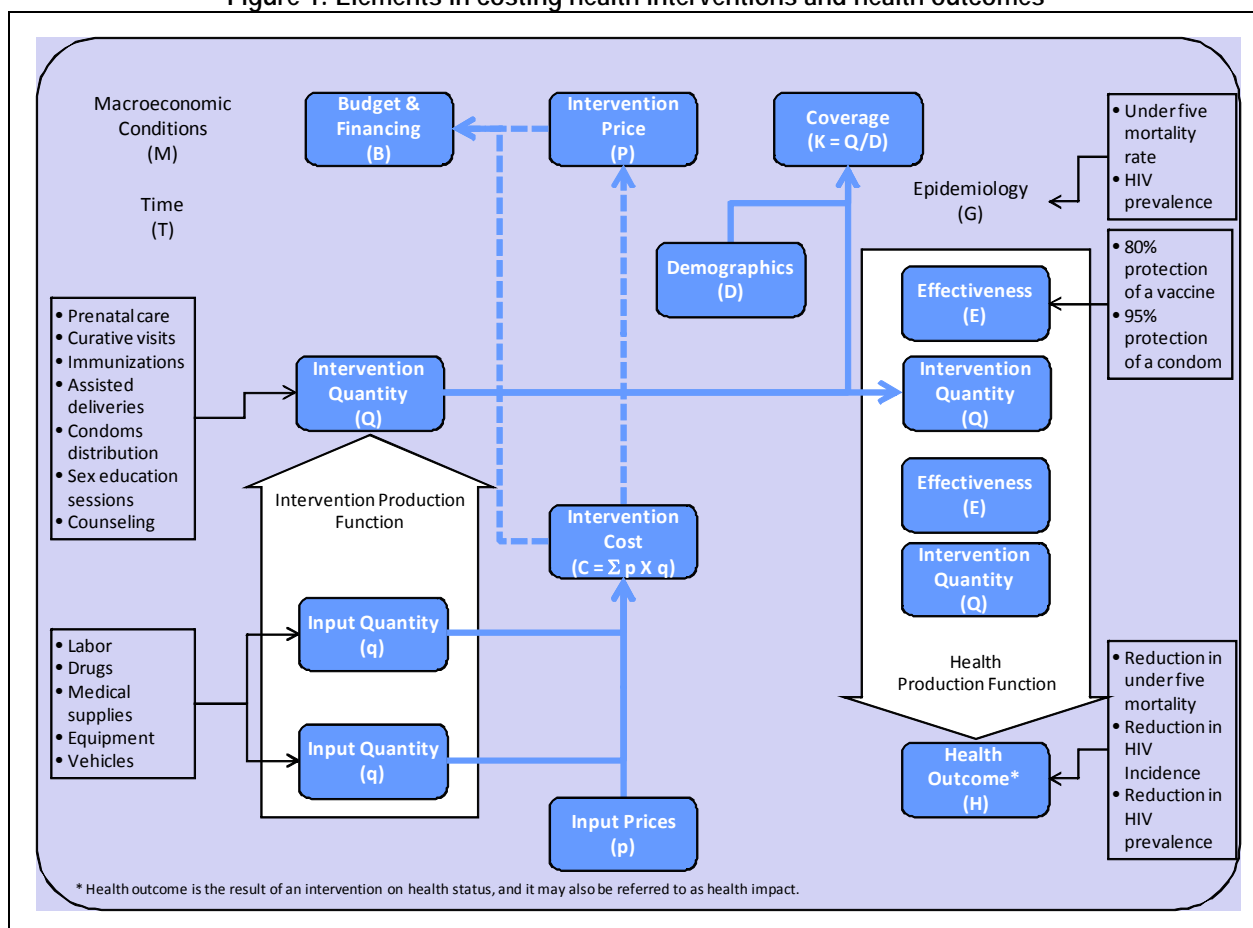 Figure 1. Elements in costing health interventions and health outcomes
Macroeconomic
Conditions
(M)
Time
(T)
Budget &
Financing
(B)
Intervention
Price
(P)
Coverage
(K = Q/D)
Demographics
(D)
Epidemiology
(G)
• Under five
mortality
rate
• HIV
prevalence
• 80%
protection
of a vaccine
• 95%
protection
of a condom
Effectiveness
(E)
Intervention
Quantity
(Q)
Effectiveness
(E)
Intervention
Quantity
(Q)
Health
Production Function
Health
Outcome*
(H)
• Reduction in
under five
mortality
• Reduction in
HIV
Incidence
• Reduction in
HIV
prevalence
• Prenatal care
• Curative visits
• Immunizations
• Assisted
deliveries
• Condoms
distribution
• Sex education
sessions
• Counseling
Intervention
Quantity
(Q)
Intervention Production
Function
Intervention
Cost
(C = Σ p X q)
• Labor
• Drugs
• Medical
supplies
• Equipment
• Vehicles
Input Quantity
(q)
Input Quantity
(q)
Input Prices
(p)
* Health outcome is the result of an intervention on health status, and it may also be referred to as health impact.